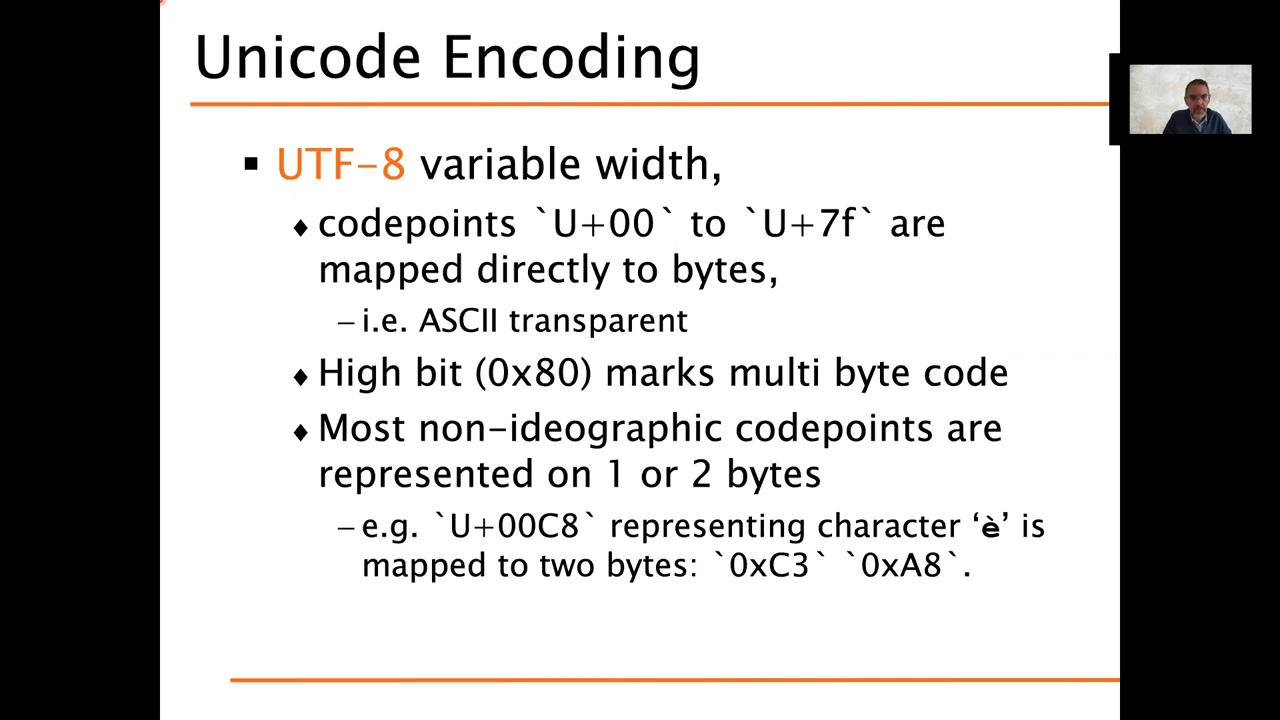 Unicode Encoding
UTF-8 variable width,
codepoints `U+00` to `U+7f` are
mapped directly to bytes,
– i.e. ASCII transparent
High bit (0x80) marks multi byte code
Most non-ideographic codepoints are
represented on 1 or 2 bytes
– e.g. `U+00C8` representing character ‘è’ is
mapped to two bytes: `0xC3` `0xA8`.